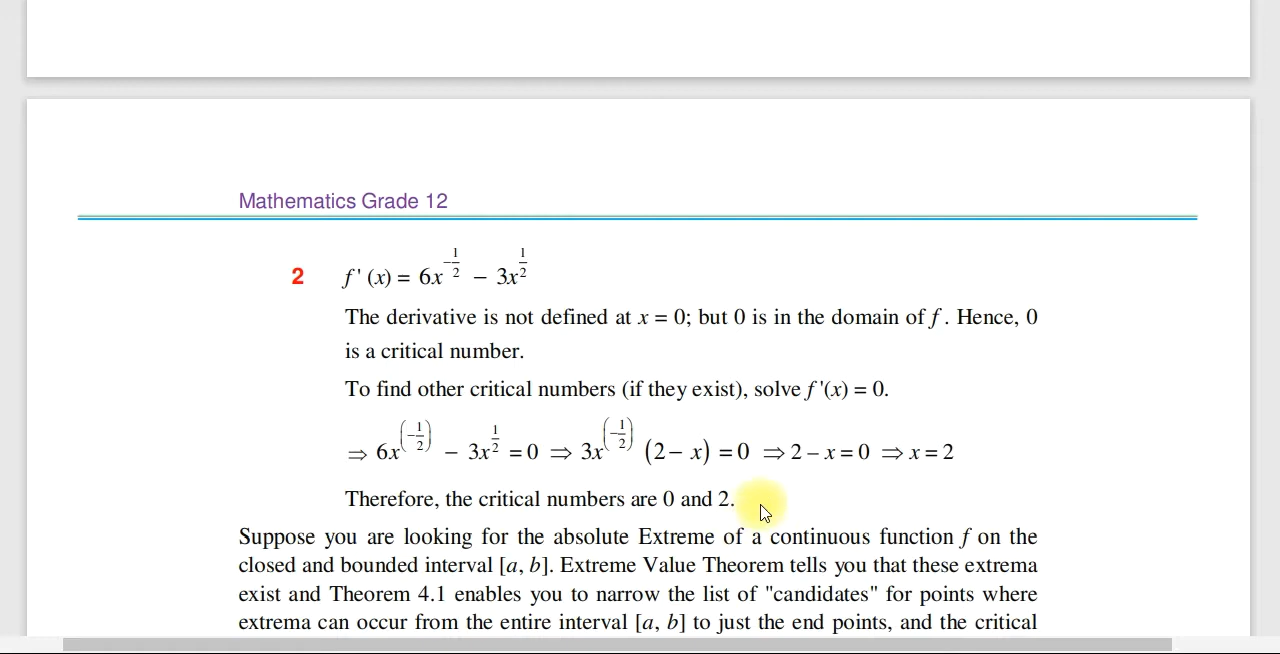 Mathematics Grade 12
2 f'(x) = 6x^{-\frac{1}{2}} − 3x^{\frac{1}{2}}
The derivative is not defined at x = 0; but 0 is in the domain of f. Hence, 0
is a critical number.
To find other critical numbers (if they exist), solve f'(x) = 0.
⇒ 6x^{(-\frac{1}{2})} − 3x^{\frac{1}{2}} = 0 ⇒ 3x^{(-\frac{1}{2})} (2 − x) = 0 ⇒ 2 − x = 0 ⇒ x = 2
Therefore, the critical numbers are 0 and 2.
Suppose you are looking for the absolute Extreme of a continuous function f on the
closed and bounded interval [a, b]. Extreme Value Theorem tells you that these extrema
exist and Theorem 4.1 enables you to narrow the list of "candidates" for points where
extrema can occur from the entire interval [a, b] to just the end points, and the critical